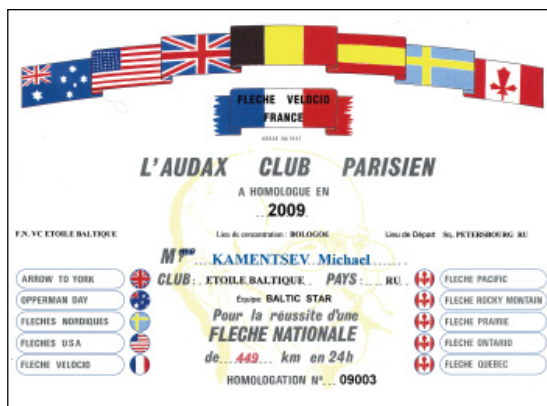 FLECHE VELOCIO
FRANCE
L'AUDAX CLUB PARISIEN
A HOMOLOGUE EN
2009
F.N. VC ETOILE BALTIQUE Lieu de concentration : BOLOGOE Lieu de Départ Sq. PETERSBOURG RU
Mme KAMENTSEV Michael
CLUB: ETOILE BALTIQUE PAYS: RU
Équipe: BALTIC STAR
Pour la réussite d'une
FLECHE NATIONALE
de 449 km en 24h
HOMOLOGATION N° 09003
ARROW TO YORK
OPPERMAN DAY
FLECHES NORDIQUES
FLECHES U.S.A
FLECHE VELOCIO
FLECHE PACIFIC
FLECHE ROCKY MONTAIN
FLECHE PRAIRIE
FLECHE ONTARIO
FLECHE QUEBEC